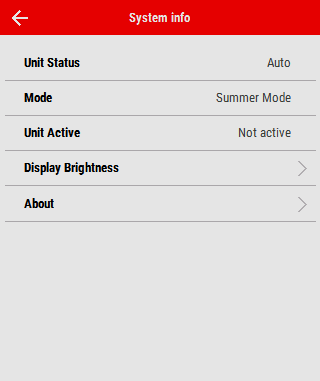 System info
Unit Status Auto
Mode Summer Mode
Unit Active Not active
Display Brightness
About